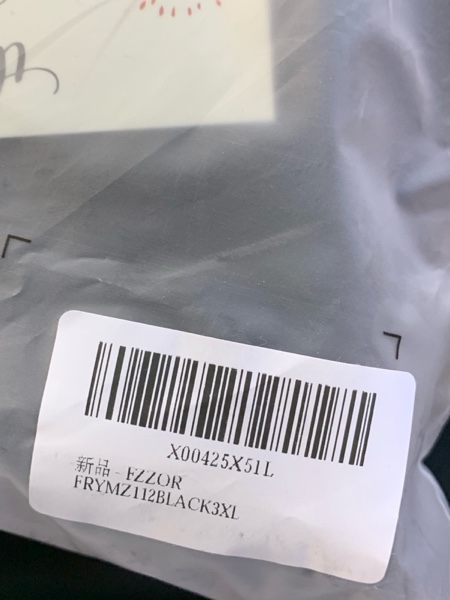 X00425X51L
新品 - FZZOR
FRYMZ112BLACK3XL